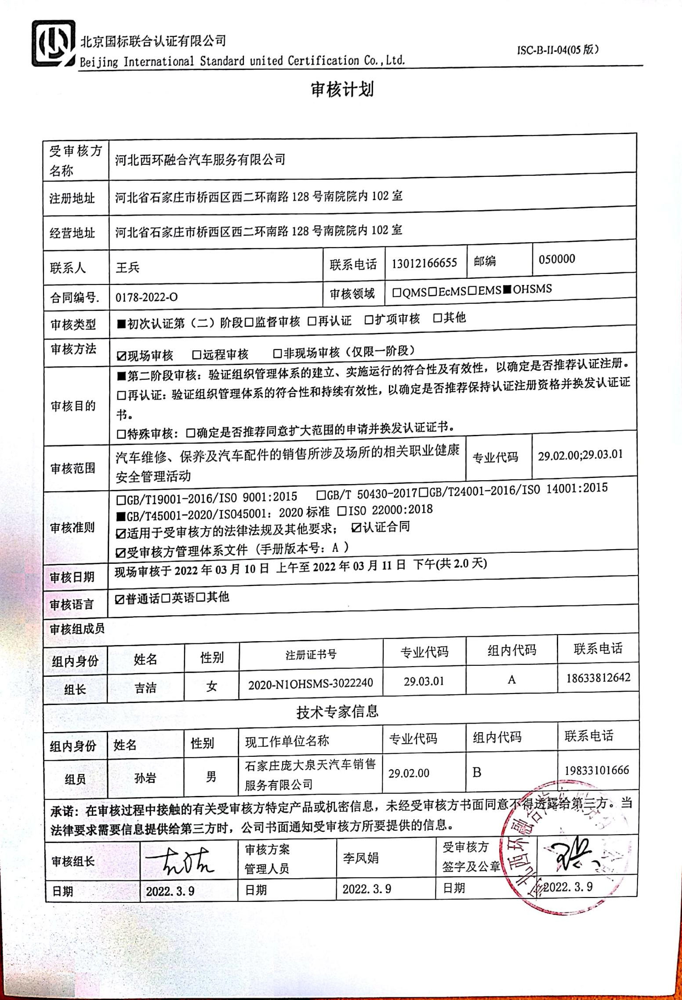 北京国标联合认证有限公司
Beijing International Standard united Certification Co.,Ltd.
ISC-B-II-04(05版)
审核计划
受审核方名称 河北西环融合汽车服务有限公司
注册地址 河北省石家庄市桥西区西二环南路 128 号南院院内 102 室
经营地址 河北省石家庄市桥西区西二环南路 128 号南院院内 102 室
联系人 王兵 联系电话 13012166655 邮编 050000
合同编号. 0178-2022-O 审核领域 □QMS□EcMS□EMS■OHSMS
审核类型 ■初次认证第（二）阶段□监督审核 □再认证 □扩项审核 □其他
审核方法 ☑现场审核 □远程审核 □非现场审核（仅限一阶段）
审核目的
■第二阶段审核：验证组织管理体系的建立、实施运行的符合性及有效性，以确定是否推荐认证注册。
□再认证：验证组织管理体系的符合性和持续有效性，以确定是否推荐保持认证注册资格并换发认证证
书。
□特殊审核：□确定是否推荐同意扩大范围的申请并换发认证证书。
审核范围
汽车维修、保养及汽车配件的销售所涉及场所的相关职业健康
安全管理活动
专业代码 29.02.00;29.03.01
审核准则
□GB/T19001-2016/ISO 9001:2015 □GB/T 50430-2017□GB/T24001-2016/ISO 14001:2015
■GB/T45001-2020/ISO45001：2020 标准 □ISO 22000:2018
☑适用于受审核方的法律法规及其他要求； ☑认证合同
☑受审核方管理体系文件（手册版本号：A ）
审核日期 现场审核于 2022 年 03 月 10 日 上午至 2022 年 03 月 11 日 下午(共 2.0 天)
审核语言 ☑普通话□英语□其他
审核组成员
组内身份 姓名 性别 注册证书号 专业代码 组内代码 联系电话
组长 吉洁 女 2020-N1OHSMS-3022240 29.03.01 A 18633812642
技术专家信息
组内身份 姓名 性别 现工作单位名称 专业代码 组内代码 联系电话
组员 孙岩 男 石家庄庞大泉天汽车销售服务有限公司 29.02.00 B 19833101666
承诺：在审核过程中接触的有关受审核方特定产品或机密信息，未经受审核方书面同意不得透露给第三方。当
法律要求需要信息提供给第三方时，公司书面通知受审核方所要提供的信息。
审核组长 吉洁 审核方案管理人员 李凤娟 受审核方签字及公章
日期 2022.3.9 日期 2022.3.9 日期 2022.3.9
河北西环融合汽